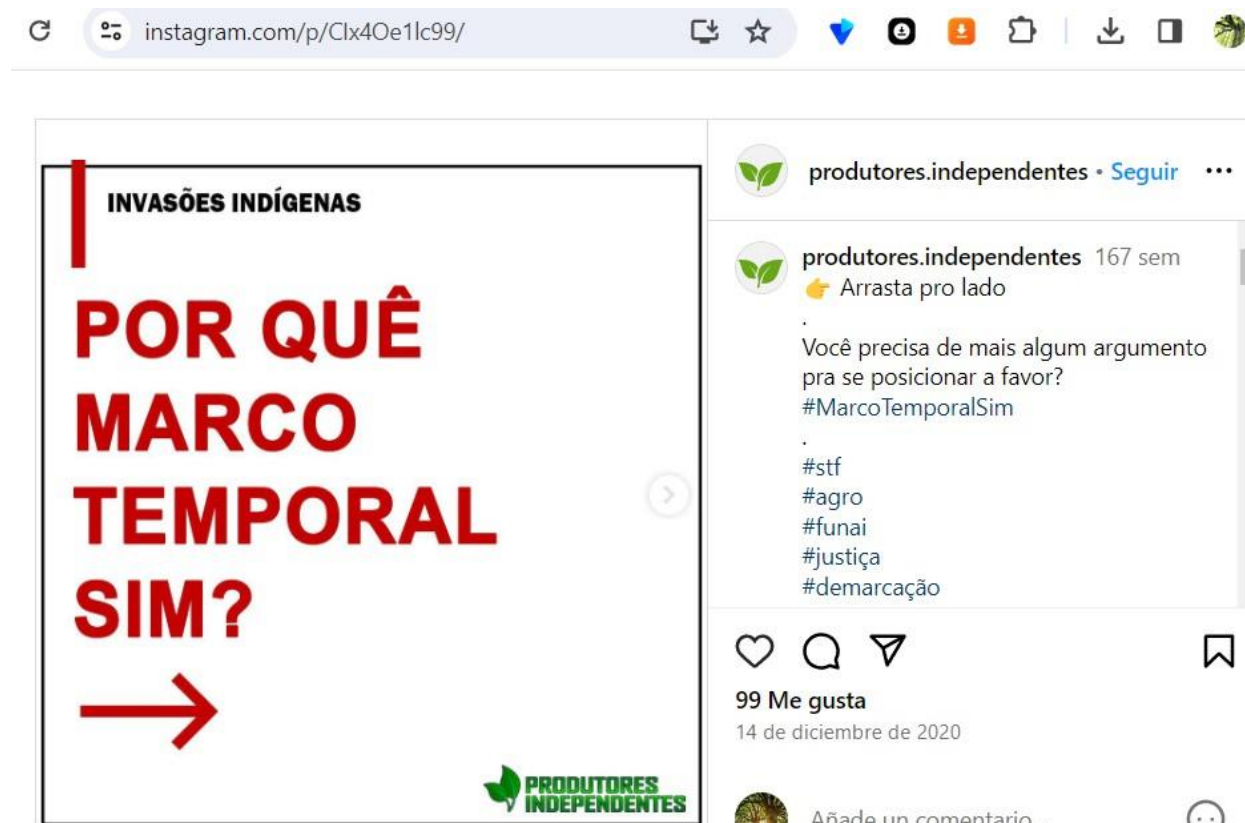 instagram.com/p/CIx4Oe1lc99/
INVASÕES INDÍGENAS
POR QUÊ
MARCO
TEMPORAL
SIM?
PRODUTORES
INDEPENDENTES
produtores.independentes • Seguir
produtores.independentes 167 sem
👉 Arrasta pro lado
.
Você precisa de mais algum argumento
pra se posicionar a favor?
#MarcoTemporalSim
.
#stf
#agro
#funai
#justiça
#demarcação
99 Me gusta
14 de diciembre de 2020
Añade un comentario...